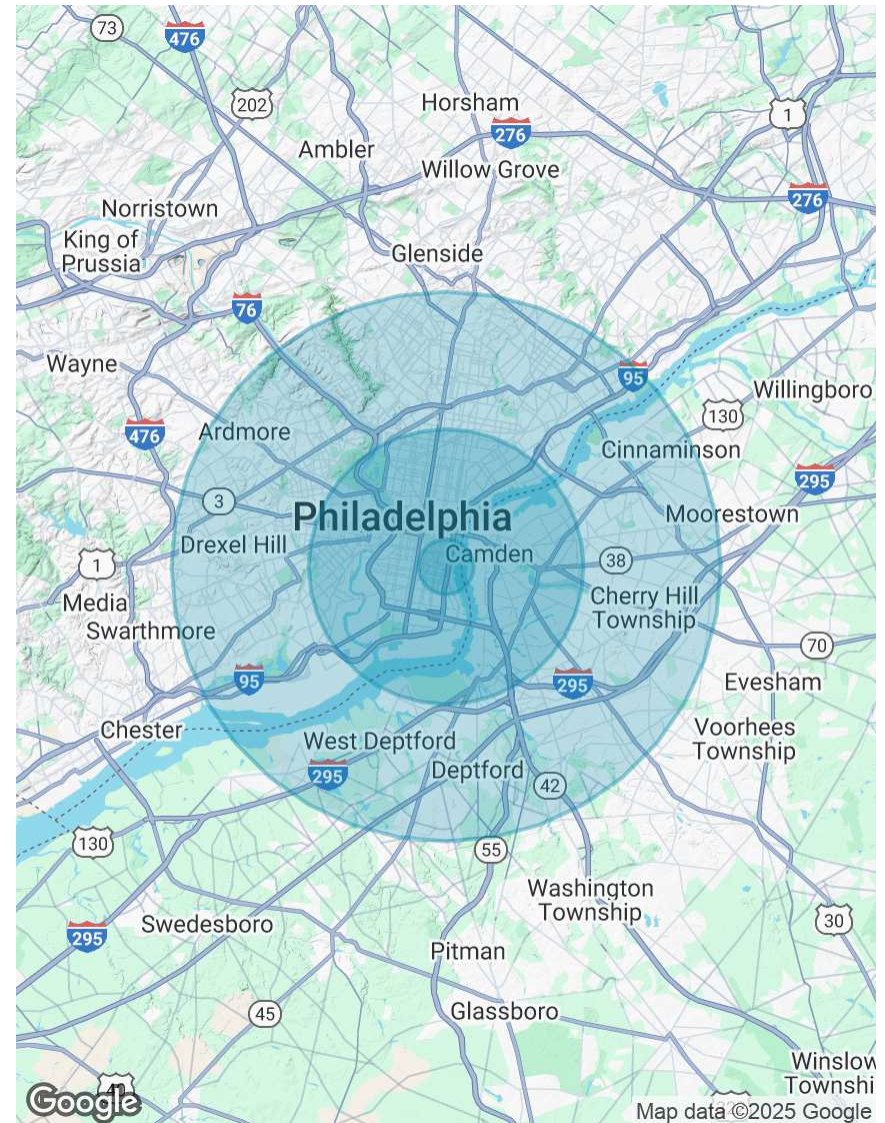 73
476
202
Horsham
1
276
Ambler
Willow Grove
276
Norristown
King of
Prussia
Glenside
76
Wayne
95
Willingboro
130
476
Ardmore
Cinnaminson
295
3
Philadelphia
Moorestown
Drexel Hill
Camden
38
1
Media
Cherry Hill
Township
Swarthmore
70
95
295
Evesham
Chester
Voorhees
Township
West Deptford
295
Deptford
42
130
55
Washington
Township
30
Swedesboro
295
Pitman
45
Glassboro
Winslow
Townshi
Google
Map data ©2025 Google